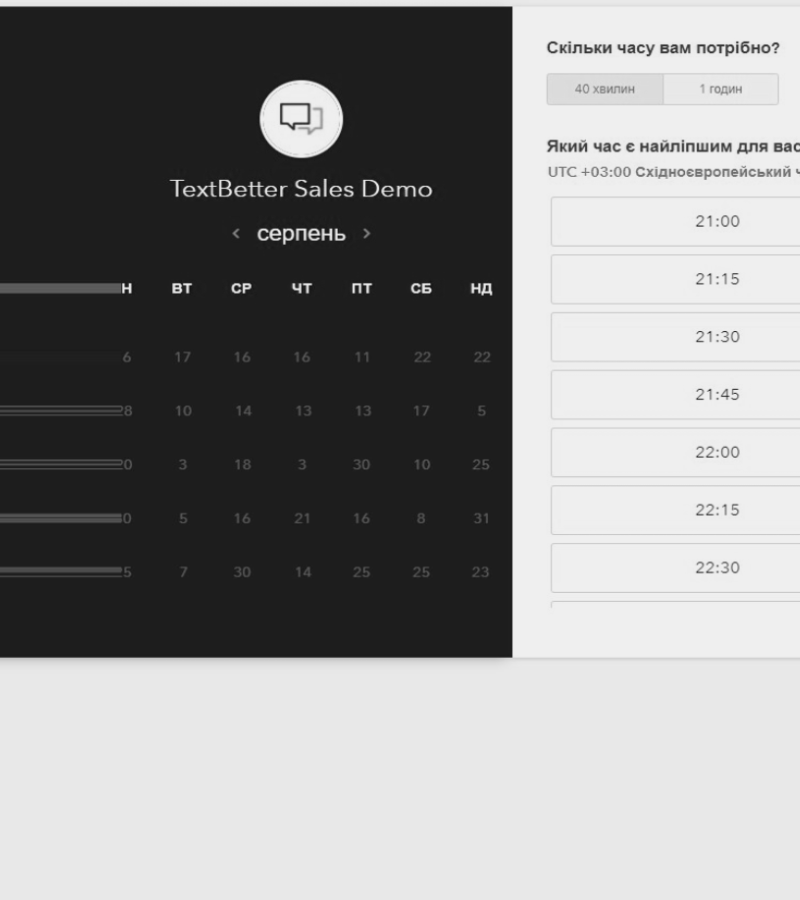 TextBetter Sales Demo
‹ серпень ›
Н ВТ СР ЧТ ПТ СБ НД
6 17 16 16 11 22 22
8 10 14 13 13 17 5
0 3 18 3 30 10 25
0 5 16 21 16 8 31
5 7 30 14 25 25 23
Скільки часу вам потрібно?
40 хвилин 1 годин
Який час є найліпшим для вас
UTC +03:00 Східноєвропейський ч
21:00
21:15
21:30
21:45
22:00
22:15
22:30